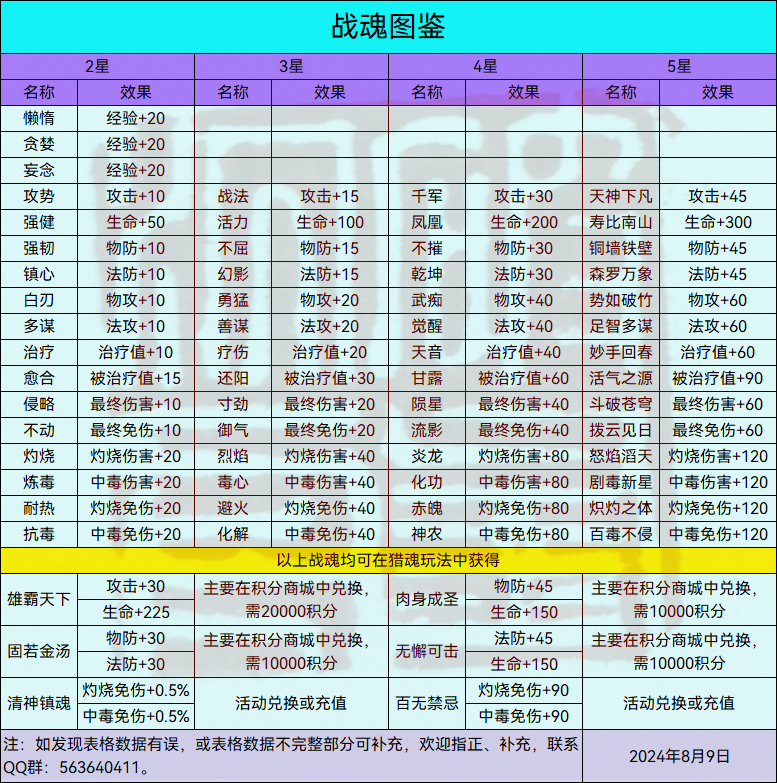 战魂图鉴
2星 3星 4星 5星
名称 效果 名称 效果 名称 效果 名称 效果
懒惰 经验+20
贪婪 经验+20
妄念 经验+20
攻势 攻击+10 战法 攻击+15 千军 攻击+30 天神下凡 攻击+45
强健 生命+50 活力 生命+100 凤凰 生命+200 寿比南山 生命+300
强韧 物防+10 不屈 物防+15 不摧 物防+30 铜墙铁壁 物防+45
镇心 法防+10 幻影 法防+15 乾坤 法防+30 森罗万象 法防+45
白刃 物攻+10 勇猛 物攻+20 武痴 物攻+40 势如破竹 物攻+60
多谋 法攻+10 善谋 法攻+20 觉醒 法攻+40 足智多谋 法攻+60
治疗 治疗值+10 疗伤 治疗值+20 天音 治疗值+40 妙手回春 治疗值+60
愈合 被治疗值+15 还阳 被治疗值+30 甘露 被治疗值+60 活气之源 被治疗值+90
侵略 最终伤害+10 寸劲 最终伤害+20 陨星 最终伤害+40 斗破苍穹 最终伤害+60
不动 最终免伤+10 御气 最终免伤+20 流影 最终免伤+40 拨云见日 最终免伤+60
灼烧 灼烧伤害+20 烈焰 灼烧伤害+40 炎龙 灼烧伤害+80 怒焰滔天 灼烧伤害+120
炼毒 中毒伤害+20 毒心 中毒伤害+40 化功 中毒伤害+80 剧毒新星 中毒伤害+120
耐热 灼烧免伤+20 避火 灼烧免伤+40 赤魄 灼烧免伤+80 炽灼之体 灼烧免伤+120
抗毒 中毒免伤+20 化解 中毒免伤+40 神农 中毒免伤+80 百毒不侵 中毒免伤+120
以上战魂均可在猎魂玩法中获得
雄霸天下
攻击+30
生命+225
主要在积分商城中兑换，
需20000积分
肉身成圣
物防+45
生命+150
主要在积分商城中兑换，
需10000积分
固若金汤
物防+30
法防+30
主要在积分商城中兑换，
需10000积分
无懈可击
法防+45
生命+150
主要在积分商城中兑换，
需10000积分
清神镇魂
灼烧免伤+0.5%
中毒免伤+0.5%
活动兑换或充值
百无禁忌
灼烧免伤+90
中毒免伤+90
活动兑换或充值
注：如发现表格数据有误，或表格数据不完整部分可补充，欢迎指正、补充，联系
QQ群：563640411。
2024年8月9日